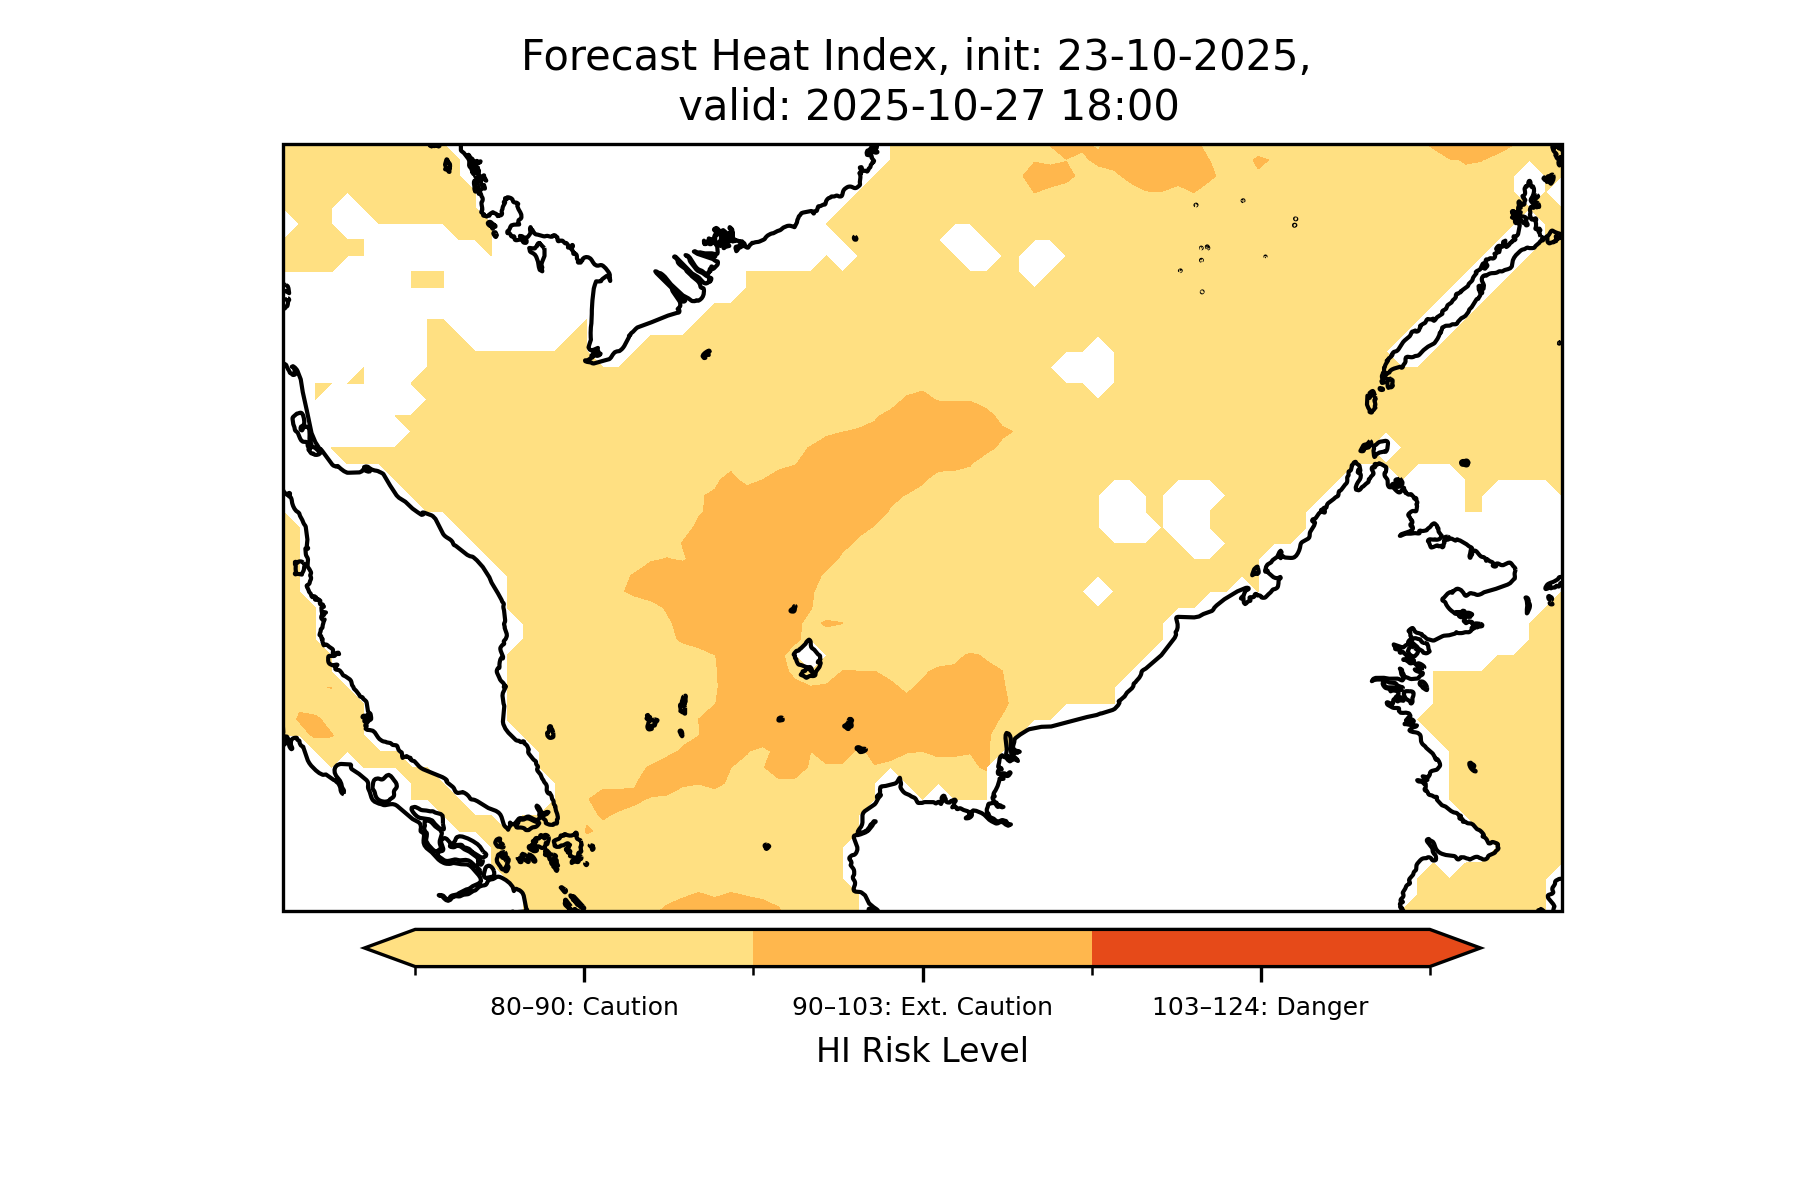 Forecast Heat Index, init: 23-10-2025,
valid: 2025-10-27 18:00
80–90: Caution
90–103: Ext. Caution
103–124: Danger
HI Risk Level